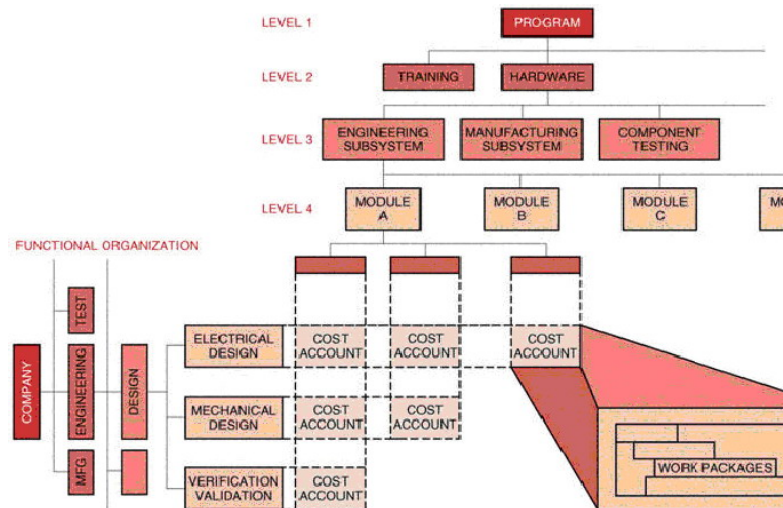 LEVEL 1
PROGRAM
LEVEL 2
TRAINING
HARDWARE
LEVEL 3
ENGINEERING
SUBSYSTEM
MANUFACTURING
SUBSYSTEM
COMPONENT
TESTING
LEVEL 4
MODULE
A
MODULE
B
MODULE
C
FUNCTIONAL ORGANIZATION
COMPANY
TEST
ENGINEERING
MFG
DESIGN
ELECTRICAL
DESIGN
COST
ACCOUNT
COST
ACCOUNT
COST
ACCOUNT
MECHANICAL
DESIGN
COST
ACCOUNT
COST
ACCOUNT
VERIFICATION
VALIDATION
COST
ACCOUNT
WORK PACKAGES